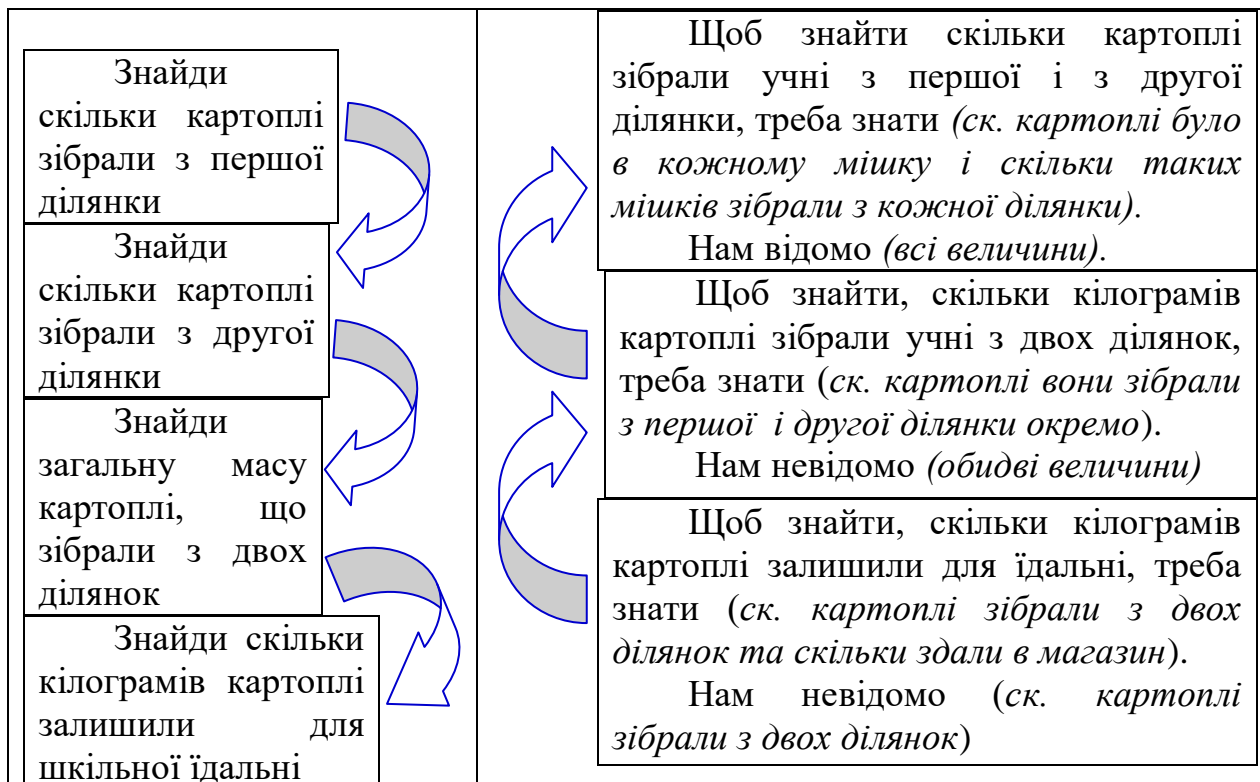 Знайди
скільки картоплі
зібрали з першої
ділянки
Знайди
скільки картоплі
зібрали з другої
ділянки
Знайди
загальну масу
картоплі, що
зібрали з двох
ділянок
Знайди скільки
кілограмів картоплі
залишили для
шкільної їдальні
Щоб знайти скільки картоплі
зібрали учні з першої і з другої
ділянки, треба знати (ск. картоплі було
в кожному мішку і скільки таких
мішків зібрали з кожної ділянки).
Нам відомо (всі величини).
Щоб знайти, скільки кілограмів
картоплі зібрали учні з двох ділянок,
треба знати (ск. картоплі вони зібрали
з першої і другої ділянки окремо).
Нам невідомо (обидві величини)
Щоб знайти, скільки кілограмів
картоплі залишили для їдальні, треба
знати (ск. картоплі зібрали з двох
ділянок та скільки здали в магазин).
Нам невідомо (ск. картоплі
зібрали з двох ділянок)